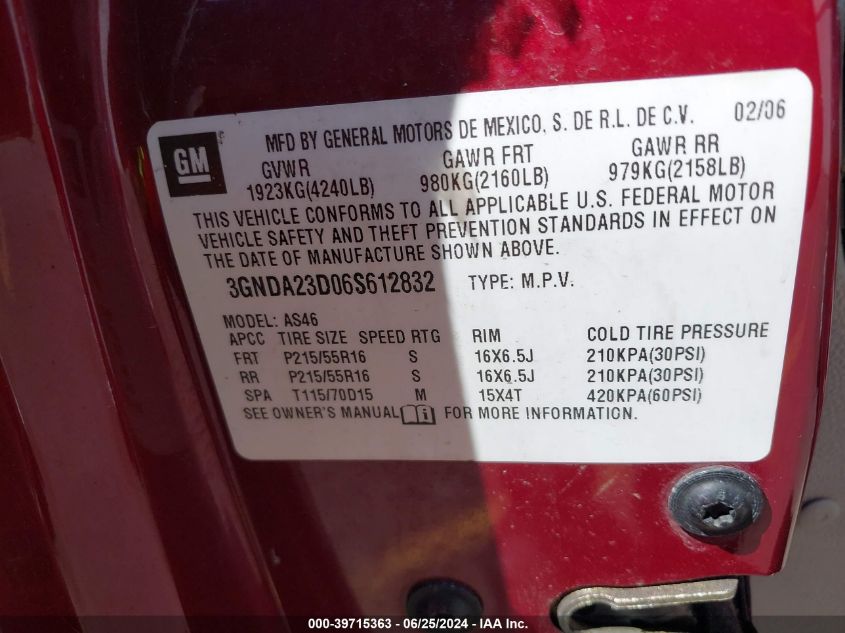 GM
MFD BY GENERAL MOTORS DE MEXICO, S. DE R.L. DE C.V. 02/06
GVWR GAWR FRT GAWR RR
1923KG(4240LB) 980KG(2160LB) 979KG(2158LB)
THIS VEHICLE CONFORMS TO ALL APPLICABLE U.S. FEDERAL MOTOR
VEHICLE SAFETY AND THEFT PREVENTION STANDARDS IN EFFECT ON
THE DATE OF MANUFACTURE SHOWN ABOVE.
3GNDA23D06S612832 TYPE: M.P.V.
MODEL: AS46
APCC TIRE SIZE SPEED RTG RIM COLD TIRE PRESSURE
FRT P215/55R16 S 16X6.5J 210KPA(30PSI)
RR P215/55R16 S 16X6.5J 210KPA(30PSI)
SPA T115/70D15 M 15X4T 420KPA(60PSI)
SEE OWNER'S MANUAL i FOR MORE INFORMATION.
000-39715363 - 06/25/2024 - IAA Inc.